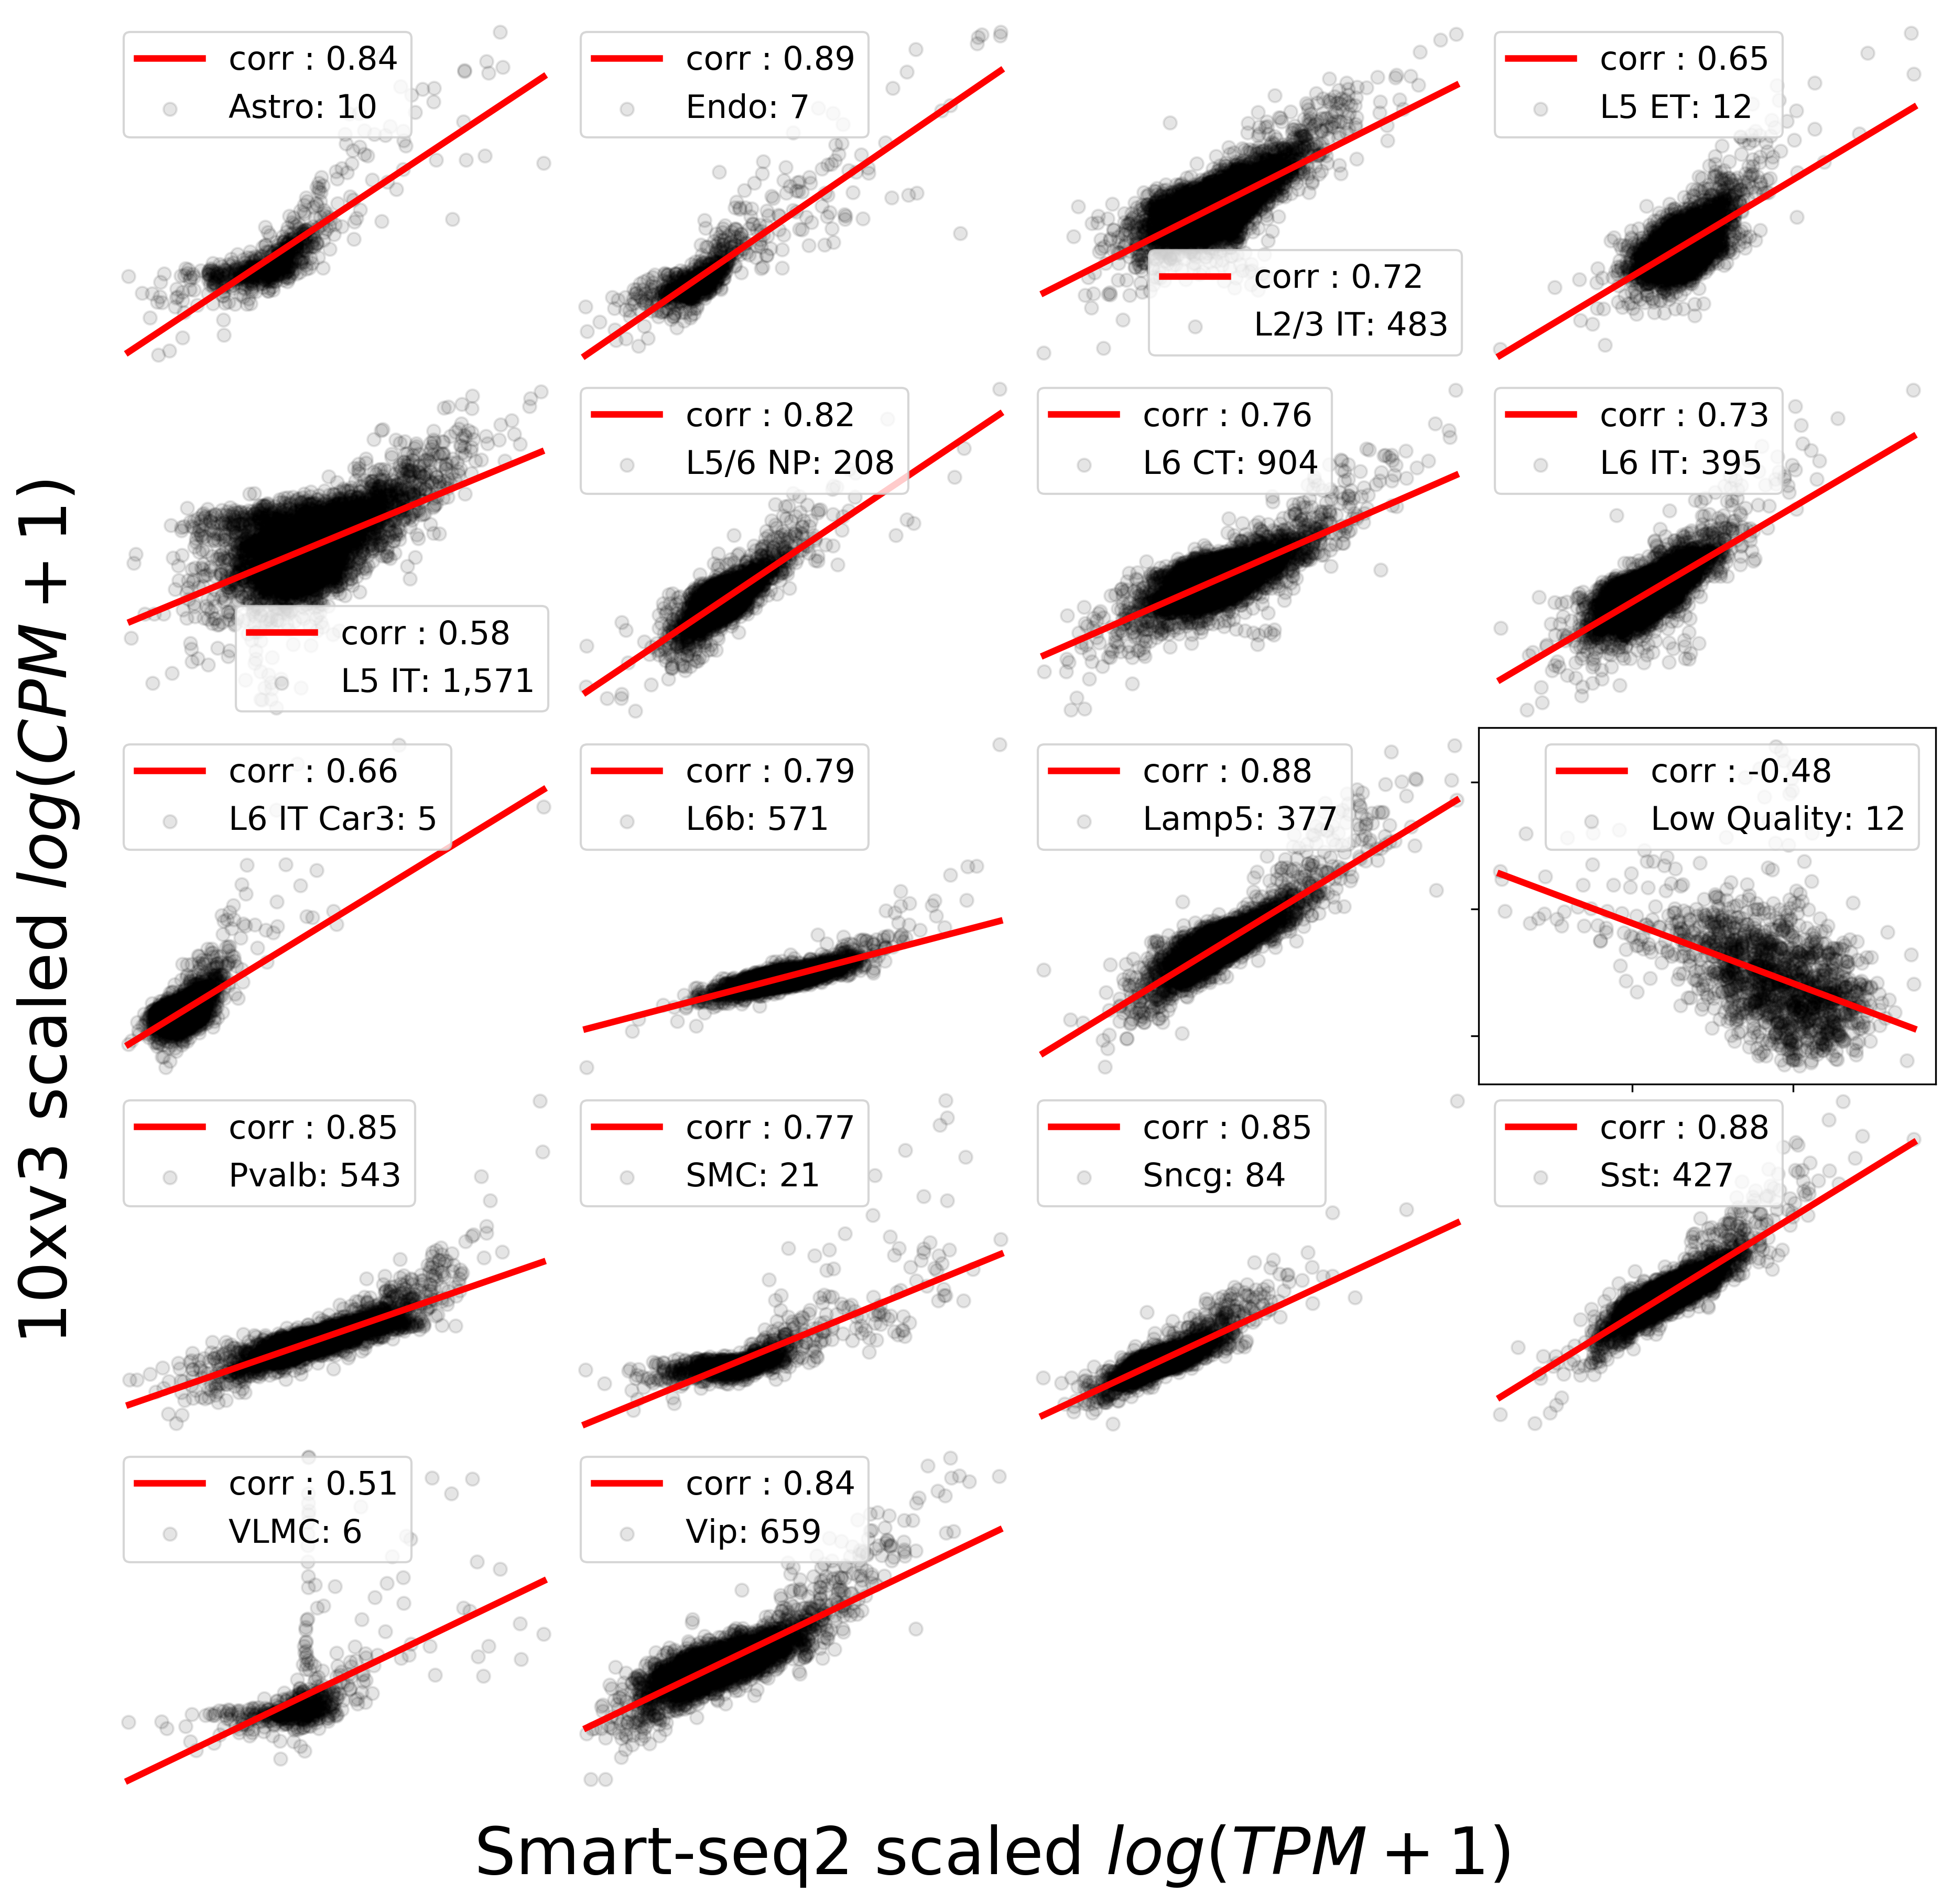 corr : 0.84
Astro: 10
corr : 0.89
Endo: 7
corr : 0.72
L2/3 IT: 483
corr : 0.65
L5 ET: 12
corr : 0.58
L5 IT: 1,571
corr : 0.82
L5/6 NP: 208
corr : 0.76
L6 CT: 904
corr : 0.73
L6 IT: 395
corr : 0.66
L6 IT Car3: 5
corr : 0.79
L6b: 571
corr : 0.88
Lamp5: 377
corr : -0.48
Low Quality: 12
corr : 0.85
Pvalb: 543
corr : 0.77
SMC: 21
corr : 0.85
Sncg: 84
corr : 0.88
Sst: 427
corr : 0.51
VLMC: 6
corr : 0.84
Vip: 659
10xv3 scaled log(CPM + 1)
Smart-seq2 scaled log(TPM + 1)